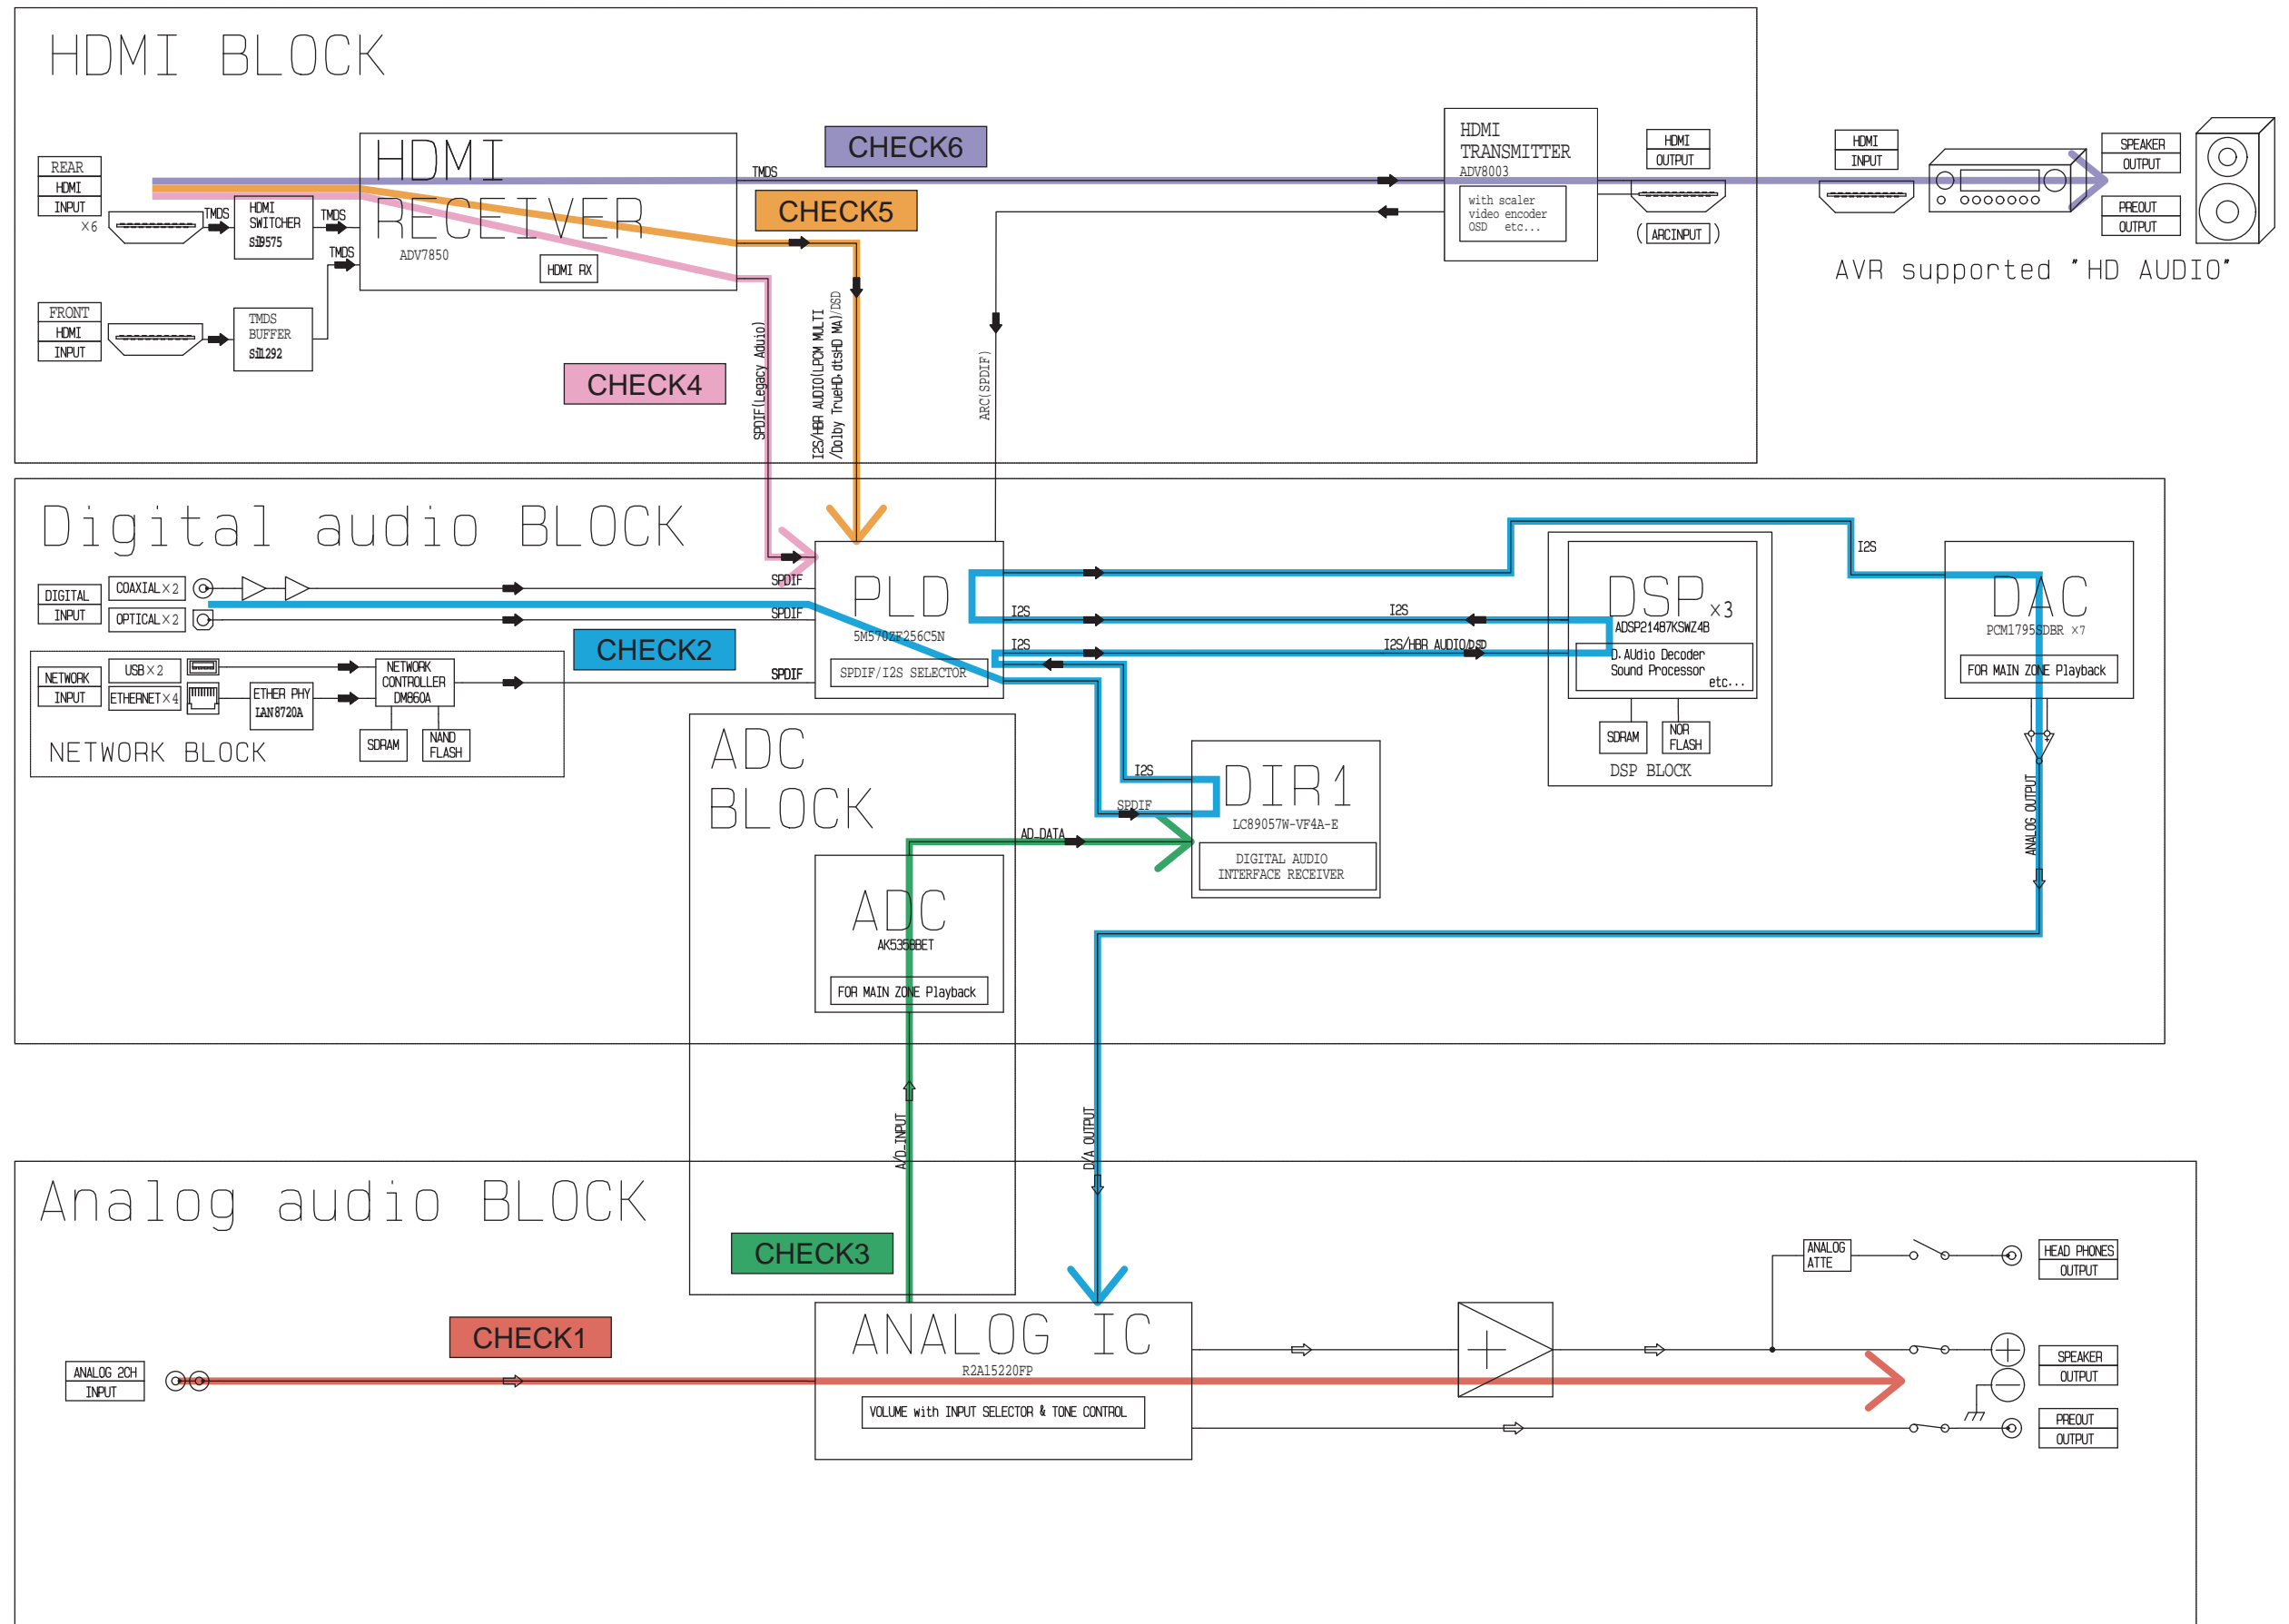 HDMI BLOCK
REAR
HDMI
INPUT
×6
TMDS
HDMI
SWITCHER
SiI9575
TMDS
TMDS
FRONT
HDMI
INPUT
TMDS
BUFFER
SiI1292
HDMI
RECEIVER
ADV7850
HDMI RX
CHECK6
TMDS
CHECK5
CHECK4
SPDIF(Legacy Aduio)
I2S/HBR AUDIO(LPCM MULTI
/Dolby TrueHD･dtsHD MA)/DSD
ARC(SPDIF)
HDMI
TRANSMITTER
ADV8003
with scaler
video encoder
OSD etc...
HDMI
OUTPUT
( ARCINPUT )
HDMI
INPUT
SPEAKER
OUTPUT
PREOUT
OUTPUT
AVR supported "HD AUDIO"
Digital audio BLOCK
DIGITAL
INPUT
COAXIAL×2
OPTICAL×2
SPDIF
SPDIF
CHECK2
NETWORK
INPUT
USB×2
ETHERNET×4
ETHER PHY
LAN8720A
NETWORK
CONTROLLER
DM860A
SDRAM
NAND
FLASH
SPDIF
NETWORK BLOCK
PLD
5M570ZF256C5N
SPDIF/I2S SELECTOR
I2S
I2S
I2S
I2S/HBR AUDIO/DSD
DSP×3
ADSP21487KSWZ4B
D.AUdio Decoder
Sound Processor
etc...
SDRAM
NOR
FLASH
DSP BLOCK
I2S
DAC
PCM1795SDBR ×7
FOR MAIN ZONE Playback
ANALOG OUTPUT
ADC
BLOCK
I2S
SPDIF
AD_DATA
DIR1
LC89057W-VF4A-E
DIGITAL AUDIO
INTERFACE RECEIVER
ADC
AK5358BET
FOR MAIN ZONE Playback
A/D_INPUT
D/A OUTPUT
Analog audio BLOCK
CHECK3
CHECK1
ANALOG 2CH
INPUT
ANALOG IC
R2A15220FP
VOLUME with INPUT SELECTOR & TONE CONTROL
ANALOG
ATTE
HEAD PHONES
OUTPUT
SPEAKER
OUTPUT
PREOUT
OUTPUT